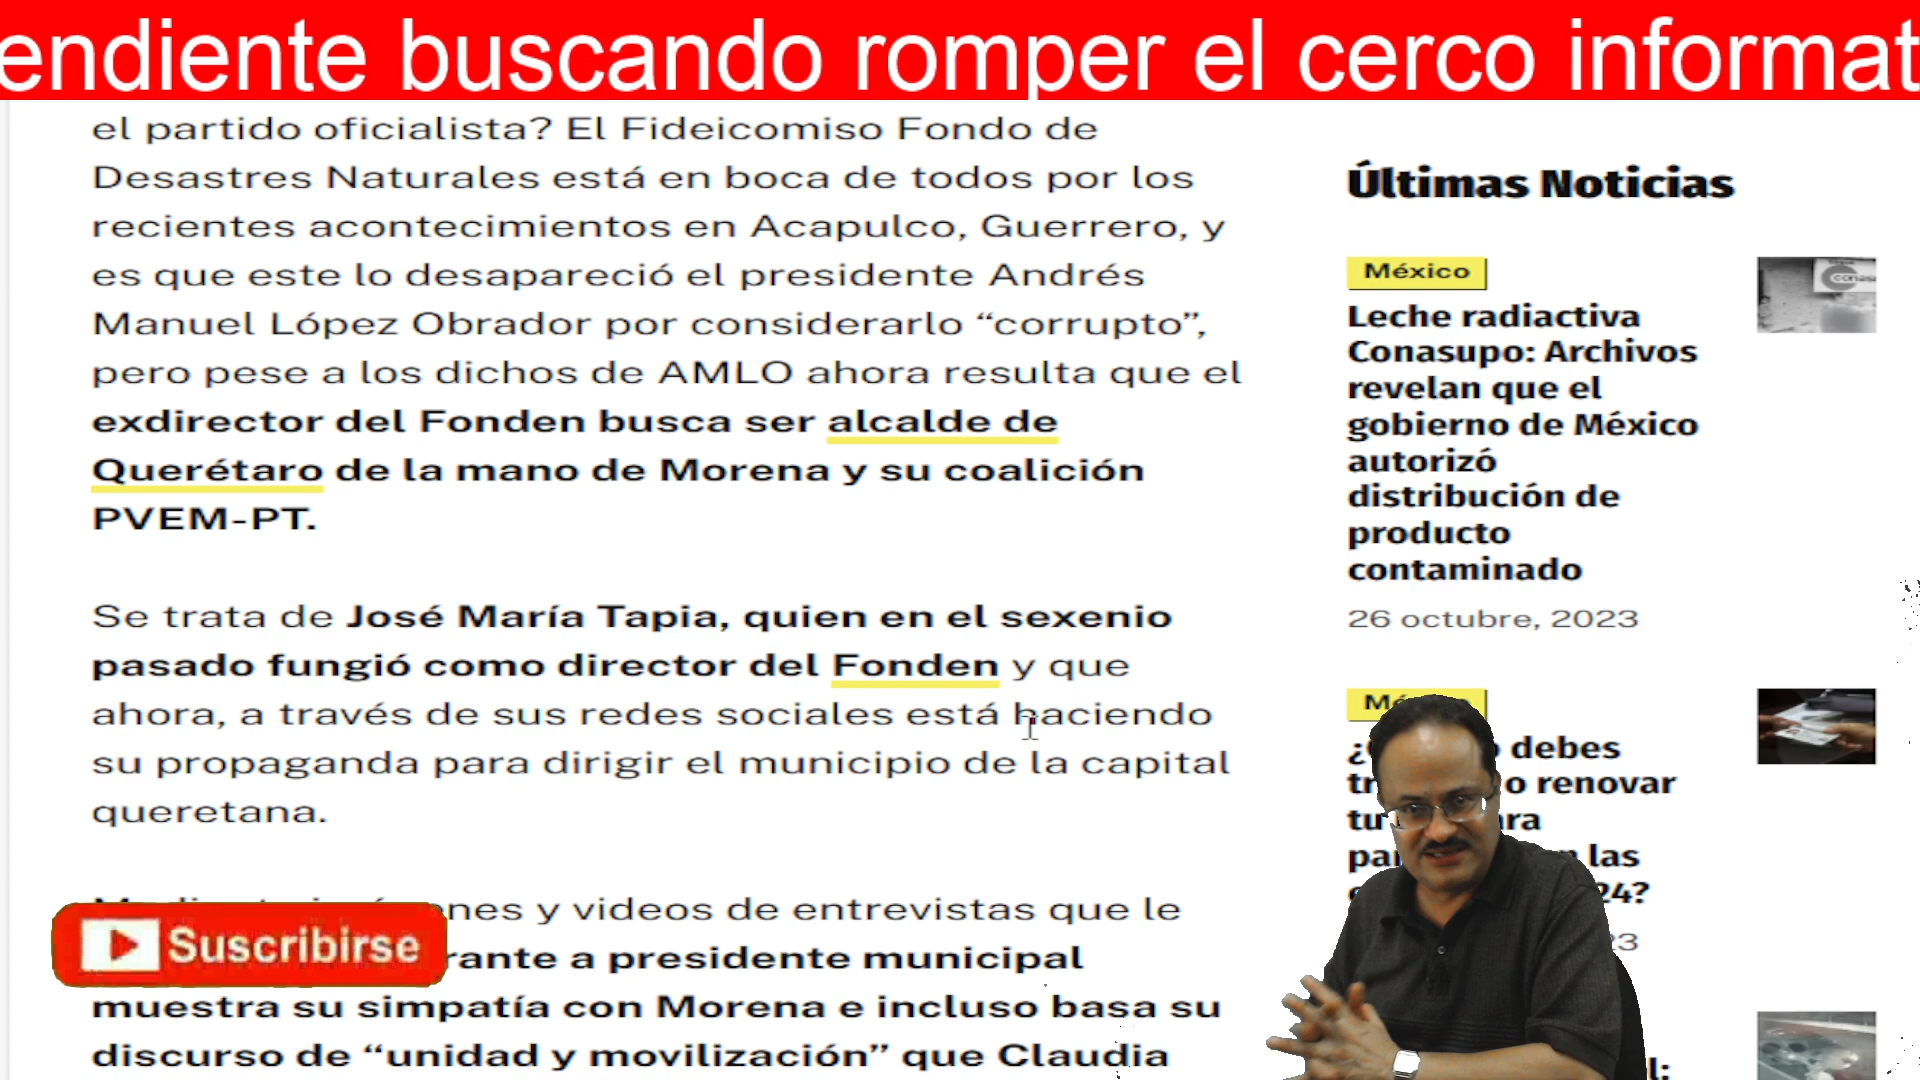 endiente buscando romper el cerco informat
el partido oficialista? El Fideicomiso Fondo de
Desastres Naturales está en boca de todos por los
recientes acontecimientos en Acapulco, Guerrero, y
es que este lo desapareció el presidente Andrés
Manuel López Obrador por considerarlo “corrupto”,
pero pese a los dichos de AMLO ahora resulta que el
exdirector del Fonden busca ser alcalde de
Querétaro de la mano de Morena y su coalición
PVEM-PT.
Se trata de José María Tapia, quien en el sexenio
pasado fungió como director del Fonden y que
ahora, a través de sus redes sociales está haciendo
su propaganda para dirigir el municipio de la capital
queretana.
nes y videos de entrevistas que le
rante a presidente municipal
muestra su simpatía con Morena e incluso basa su
discurso de “unidad y movilización” que Claudia
Suscribirse
Últimas Noticias
México
Leche radiactiva
Conasupo: Archivos
revelan que el
gobierno de México
autorizó
distribución de
producto
contaminado
26 octubre, 2023
debes
o renovar
tu
las
24?